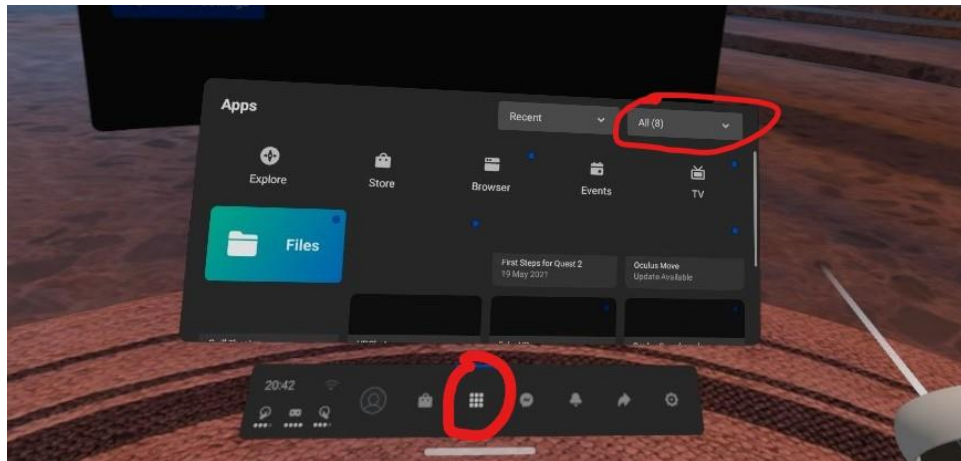 Apps
Recent
All (8)
Explore
Store
Browser
Events
TV
Files
First Steps for Quest 2
19 May 2021
Oculus Move
Update Available
20:42